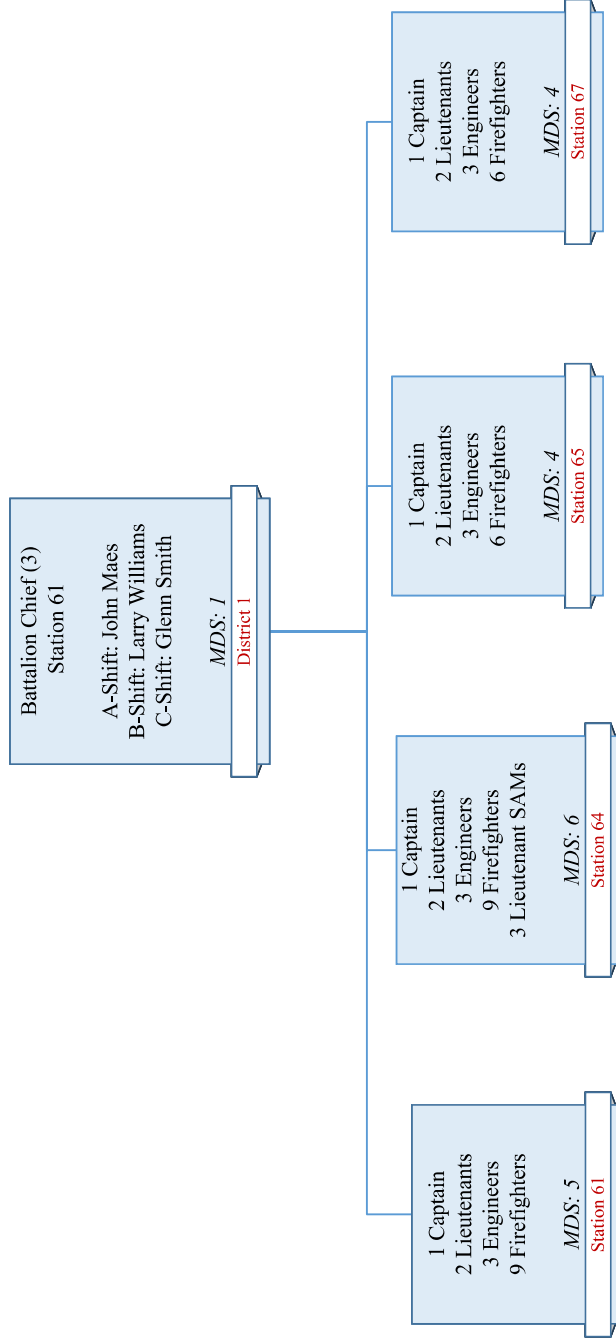 Battalion Chief (3)
Station 61
A-Shift: John Maes
B-Shift: Larry Williams
C-Shift: Glenn Smith
MDS: 1
District 1
1 Captain
2 Lieutenants
3 Engineers
9 Firefighters
MDS: 5
Station 61
1 Captain
2 Lieutenants
3 Engineers
9 Firefighters
3 Lieutenant SAMs
MDS: 6
Station 64
1 Captain
2 Lieutenants
3 Engineers
6 Firefighters
MDS: 4
Station 65
1 Captain
2 Lieutenants
3 Engineers
6 Firefighters
MDS: 4
Station 67